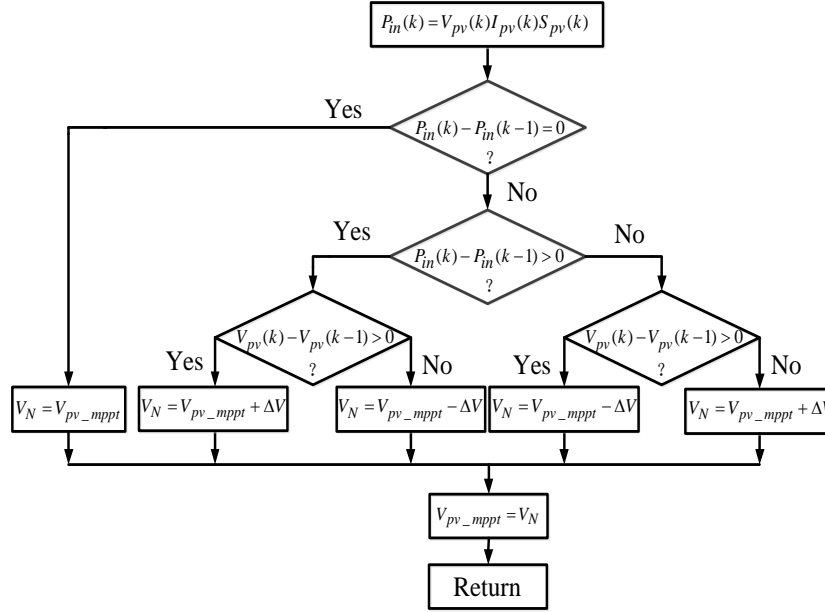 P_in(k)=V_pv(k)I_pv(k)S_pv(k)
Yes
P_in(k)−P_in(k−1)=0
?
No
Yes
No
P_in(k)−P_in(k−1)>0
?
V_pv(k)−V_pv(k−1)>0
?
V_pv(k)−V_pv(k−1)>0
?
Yes
No
Yes
No
V_N=V_pv_mppt
V_N=V_pv_mppt+ΔV
V_N=V_pv_mppt−ΔV
V_N=V_pv_mppt−ΔV
V_N=V_pv_mppt+ΔV
V_pv_mppt=V_N
Return